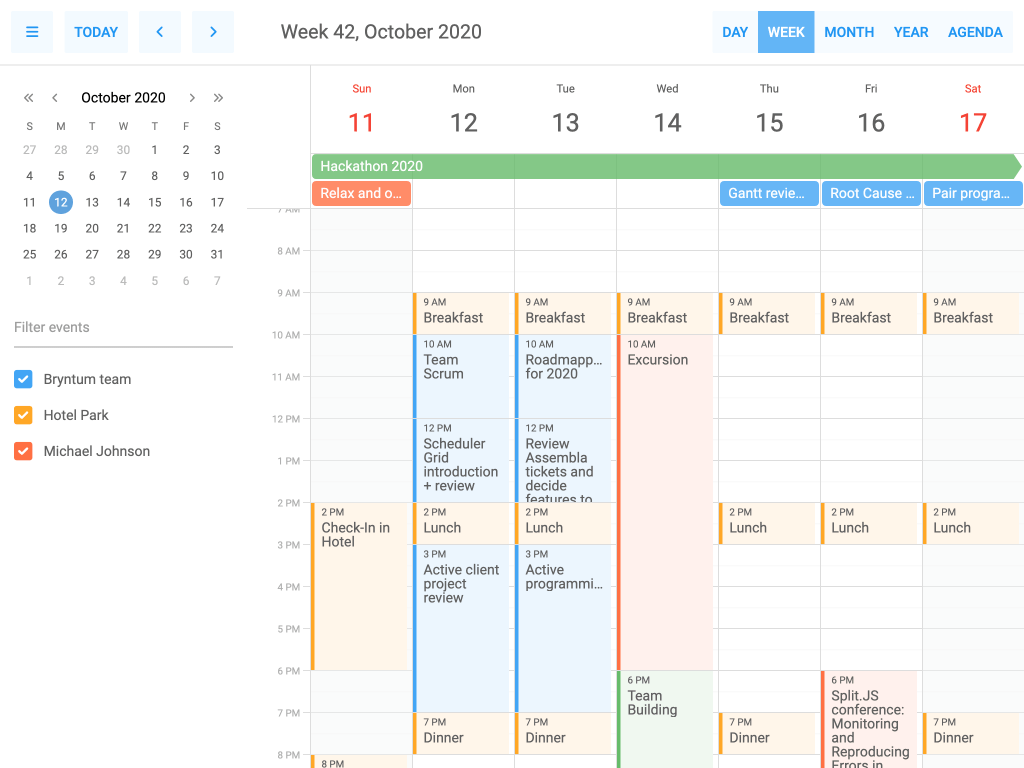 TODAY
Week 42, October 2020
DAY WEEK MONTH YEAR AGENDA
October 2020
S M T W T F S
27 28 29 30 1 2 3
4 5 6 7 8 9 10
11 12 13 14 15 16 17
18 19 20 21 22 23 24
25 26 27 28 29 30 31
1 2 3 4 5 6 7
Filter events
Bryntum team
Hotel Park
Michael Johnson
Sun Mon Tue Wed Thu Fri Sat
11 12 13 14 15 16 17
Hackathon 2020
Relax and o...
Gantt revie...
Root Cause ...
Pair progra...
7 AM
8 AM
9 AM
10 AM
11 AM
12 PM
1 PM
2 PM
3 PM
4 PM
5 PM
6 PM
7 PM
8 PM
2 PM
Check-In in
Hotel
8 PM
9 AM
Breakfast
10 AM
Team
Scrum
12 PM
Scheduler
Grid
introduction
+ review
2 PM
Lunch
3 PM
Active client
project
review
7 PM
Dinner
9 AM
Breakfast
10 AM
Roadmapp...
for 2020
12 PM
Review
Assembla
tickets and
decide
features to
2 PM
Lunch
3 PM
Active
programmi...
7 PM
Dinner
9 AM
Breakfast
10 AM
Excursion
6 PM
Team
Building
9 AM
Breakfast
2 PM
Lunch
7 PM
Dinner
9 AM
Breakfast
2 PM
Lunch
6 PM
Split.JS
conference:
Monitoring
and
Reproducing
Errors in
9 AM
Breakfast
2 PM
Lunch
7 PM
Dinner